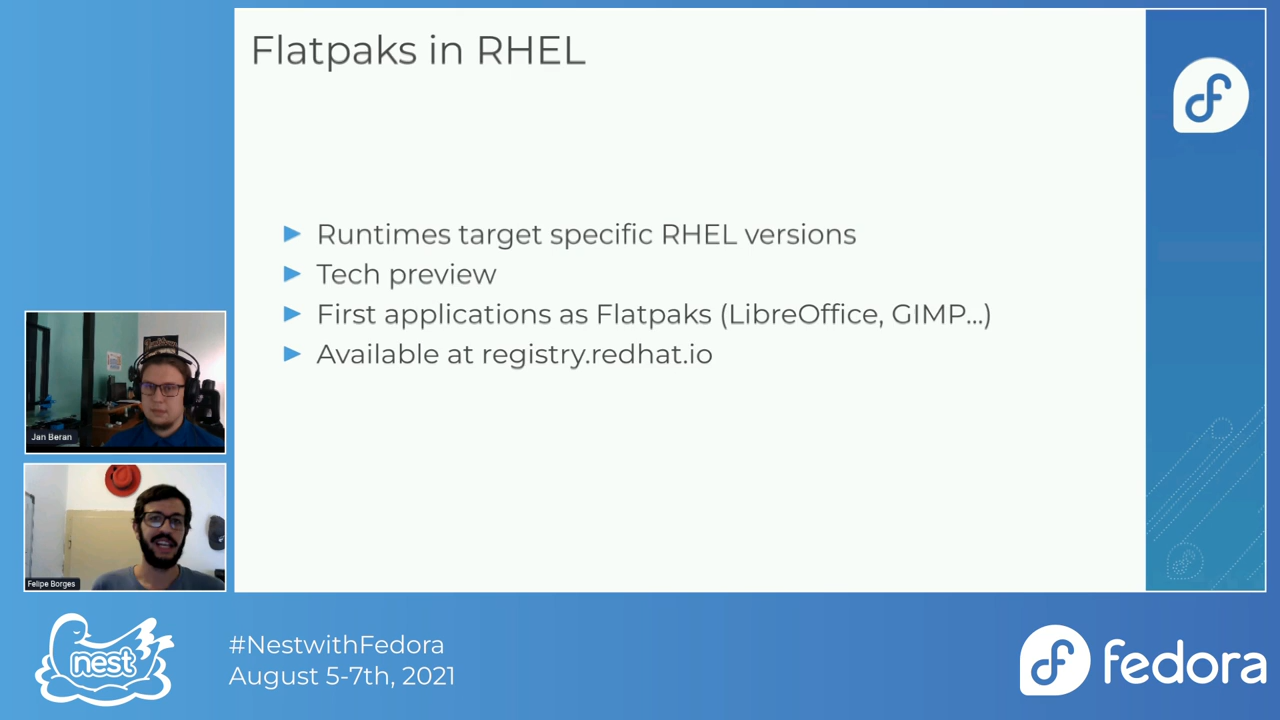 Flatpaks in RHEL
Runtimes target specific RHEL versions
Tech preview
First applications as Flatpaks (LibreOffice, GIMP...)
Available at registry.redhat.io
Jan Beran
Felipe Borges
nest
#NestwithFedora
August 5-7th, 2021
fedora